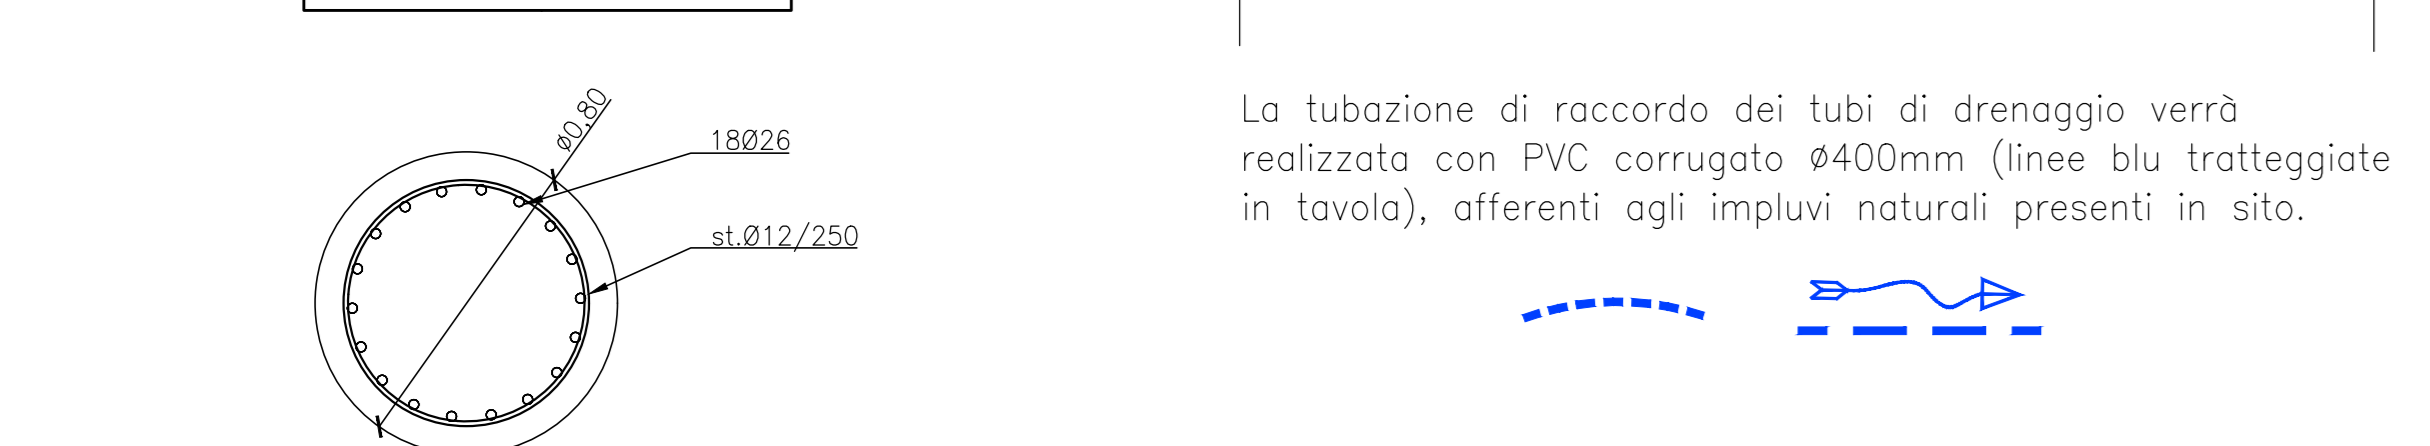 ø0,80
18Ø26
st.Ø12/250
La tubazione di raccordo dei tubi di drenaggio verrà
realizzata con PVC corrugato ø400mm (linee blu tratteggiate
in tavola), afferenti agli impluvi naturali presenti in sito.